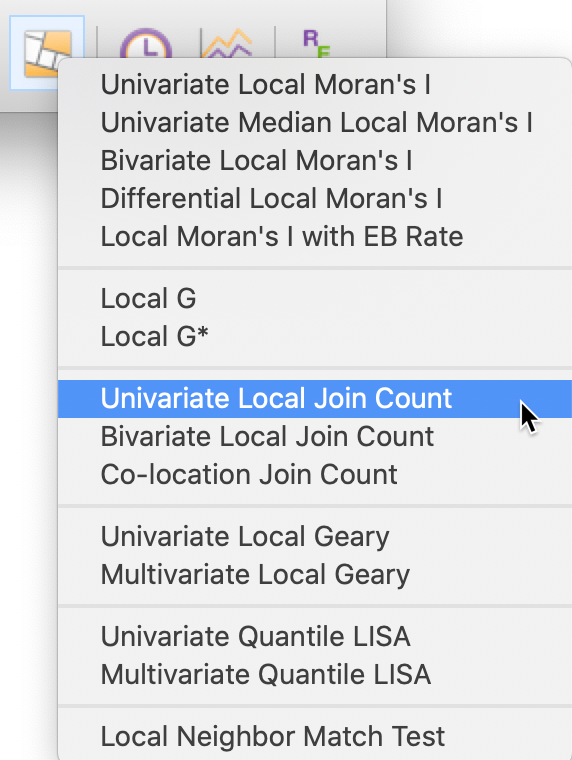 R
E
Univariate Local Moran's I
Univariate Median Local Moran's I
Bivariate Local Moran's I
Differential Local Moran's I
Local Moran's I with EB Rate
Local G
Local G*
Univariate Local Join Count
Bivariate Local Join Count
Co-location Join Count
Univariate Local Geary
Multivariate Local Geary
Univariate Quantile LISA
Multivariate Quantile LISA
Local Neighbor Match Test